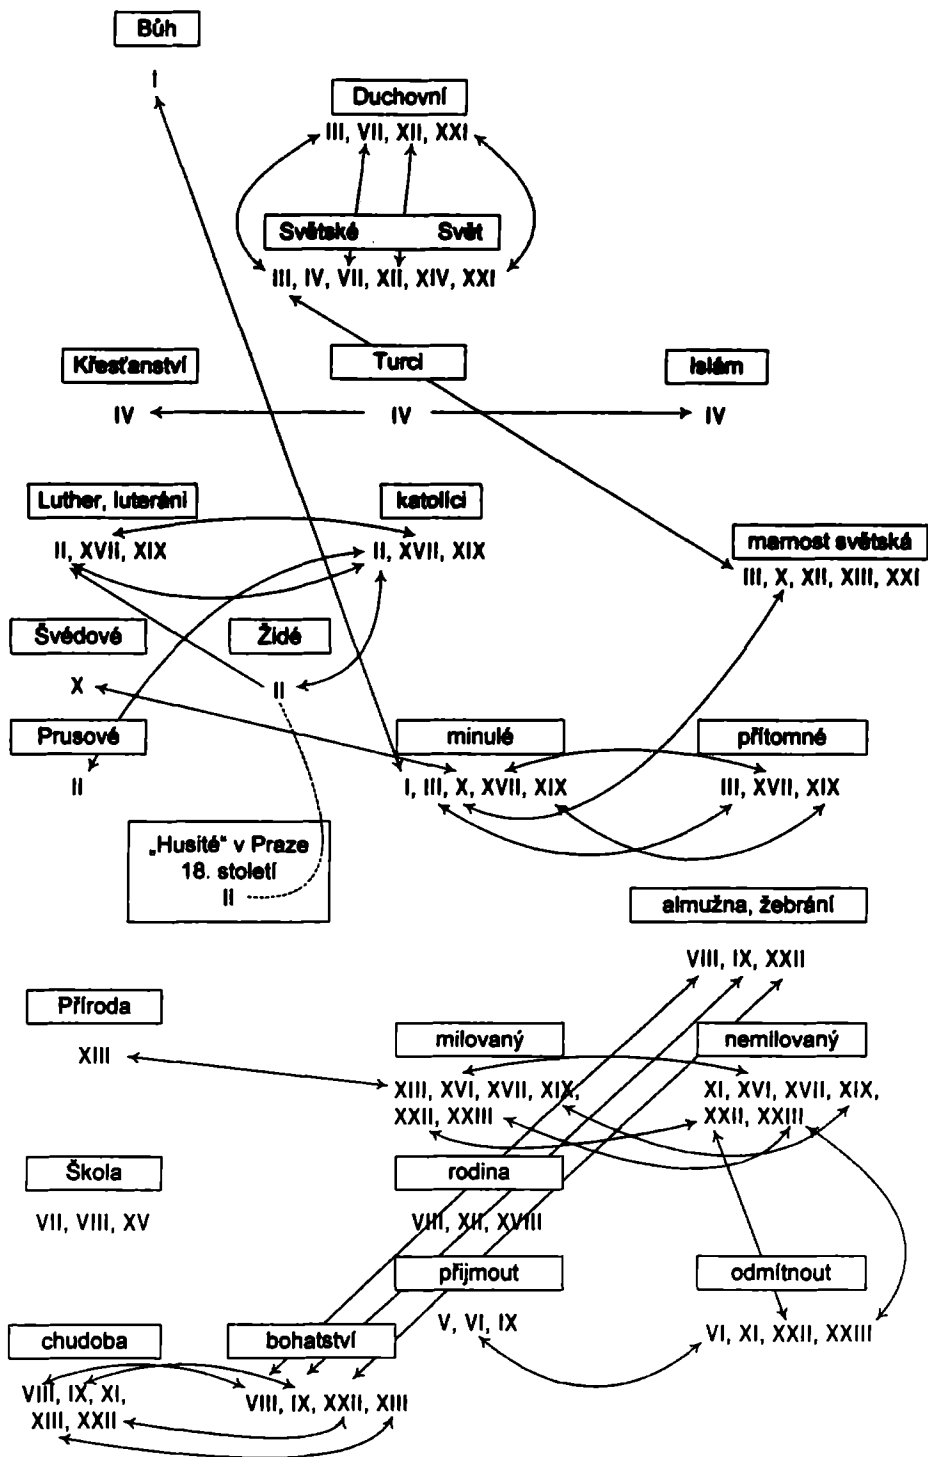 Bůh
I
Duchovní
III, VII, XII, XXI
Světské Svět
III, IV, VII, XII, XIV, XXI
Křesťanství Turci Islám
IV IV IV
Luther, luteráni katolíci
II, XVII, XIX II, XVII, XIX
marnost světská
III, X, XII, XIII, XXI
Švédové Židé
X II
Prusové minulé přítomné
II I, III, X, XVII, XIX III, XVII, XIX
„Husité“ v Praze
18. století
II
almužna, žebrání
VIII, IX, XXII
Příroda
XIII
milovaný nemilovaný
XIII, XVI, XVII, XIX, XI, XVI, XVII, XIX,
XXII, XXIII XXII, XXIII
Škola rodina
VII, VIII, XV VIII, XII, XVIII
přijmout odmítnout
V, VI, IX VI, XI, XXII, XXIII
chudoba bohatství
VIII, IX, XI, VIII, IX, XXII, XIII
XIII, XXII